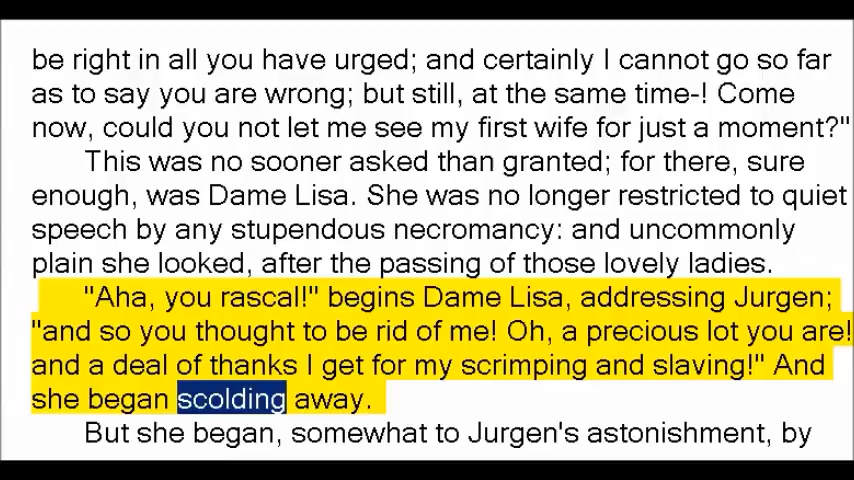 be right in all you have urged; and certainly I cannot go so far
as to say you are wrong; but still, at the same time-! Come
now, could you not let me see my first wife for just a moment?"
This was no sooner asked than granted; for there, sure
enough, was Dame Lisa. She was no longer restricted to quiet
speech by any stupendous necromancy: and uncommonly
plain she looked, after the passing of those lovely ladies.
"Aha, you rascal!" begins Dame Lisa, addressing Jurgen;
"and so you thought to be rid of me! Oh, a precious lot you are!
and a deal of thanks I get for my scrimping and slaving!" And
she began scolding away.
But she began, somewhat to Jurgen's astonishment, by